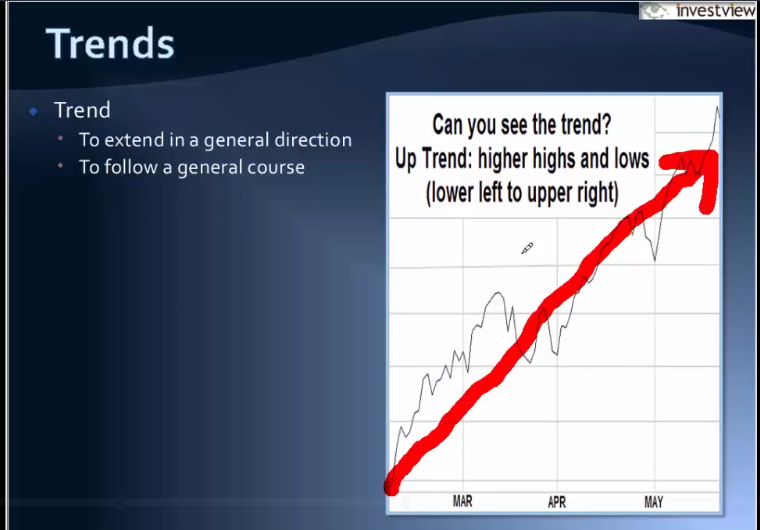 investview
Trends
Trend
To extend in a general direction
To follow a general course
Can you see the trend?
Up Trend: higher highs and lows
(lower left to upper right)
MAR APR MAY